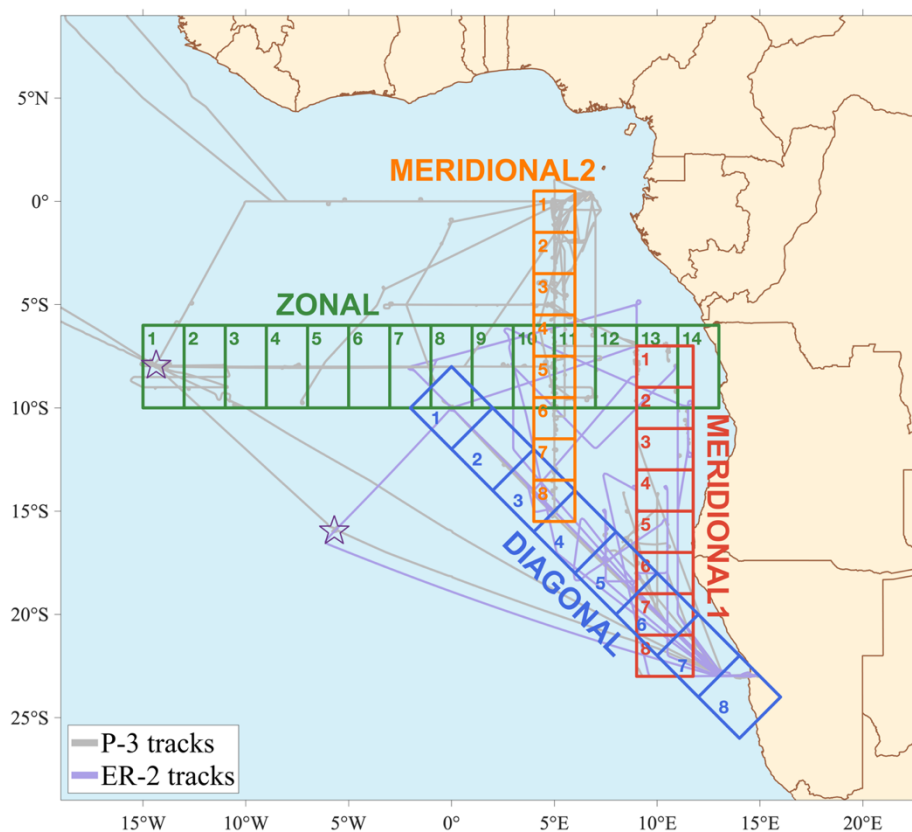 5°N
0°
5°S
10°S
15°S
20°S
25°S
MERIDIONAL2
1
2
3
4
5
6
7
8
ZONAL
1 2 3 4 5 6 7 8 9 10 11 12 13 14
MERIDIONAL1
1
2
3
4
5
6
7
8
DIAGONAL
1
2
3
4
5
6
7
8
P-3 tracks
ER-2 tracks
15°W 10°W 5°W 0° 5°E 10°E 15°E 20°E